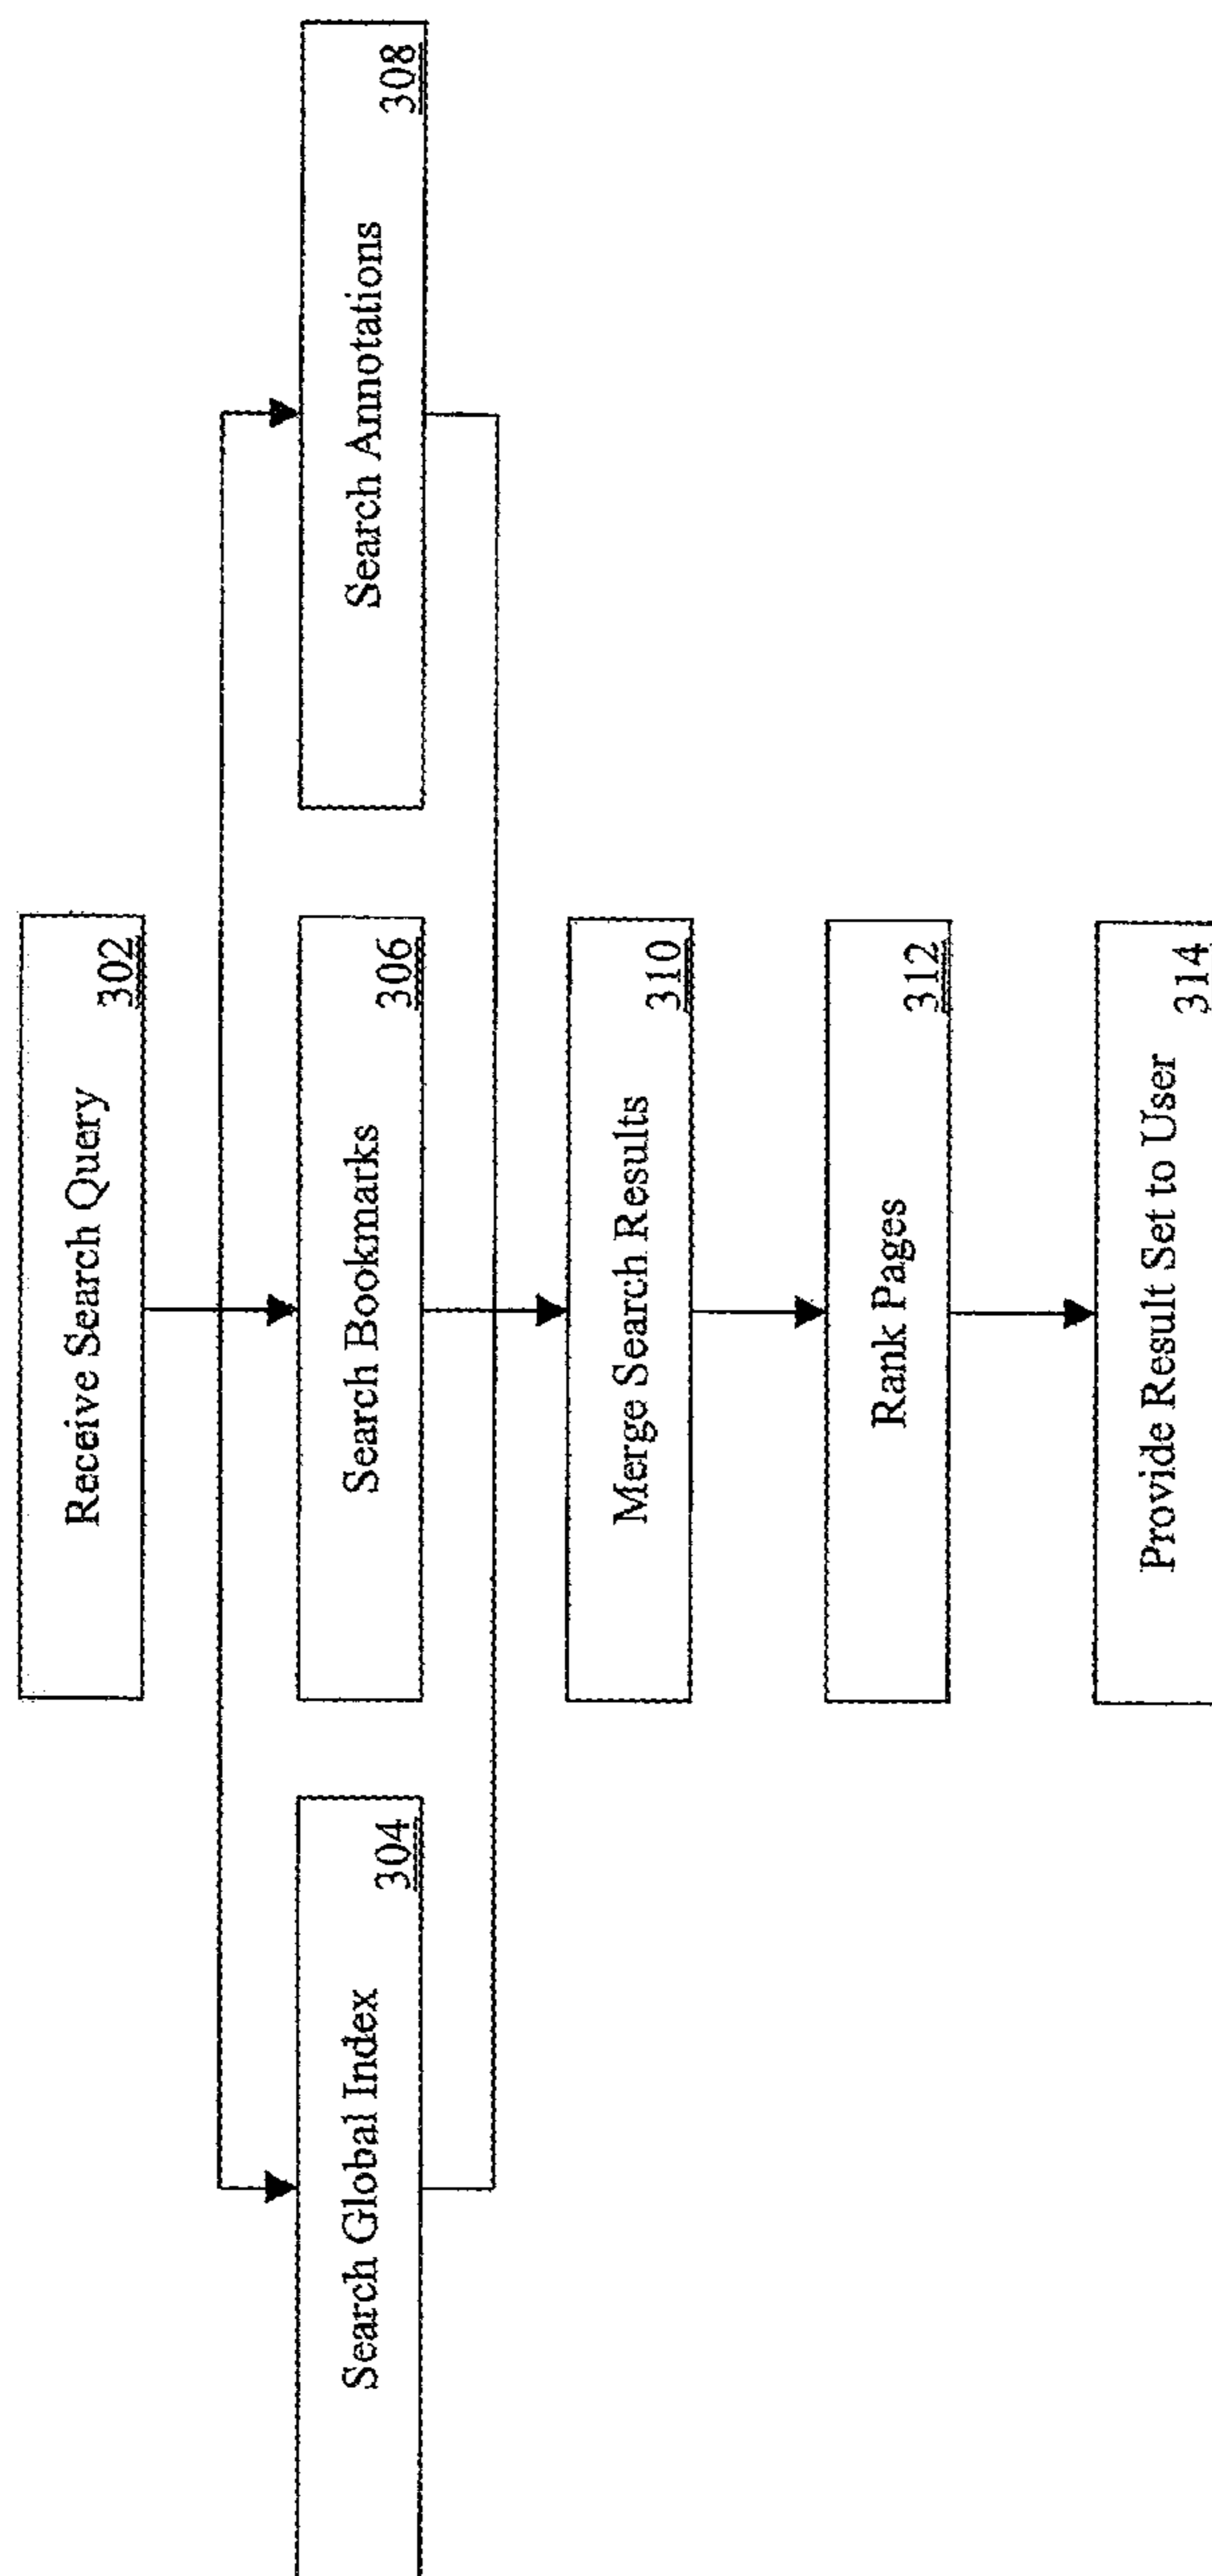 Receive Search Query
302
Search Global Index
304
Search Bookmarks
306
Search Annotations
308
Merge Search Results
310
Rank Pages
312
Provide Result Set to User
314